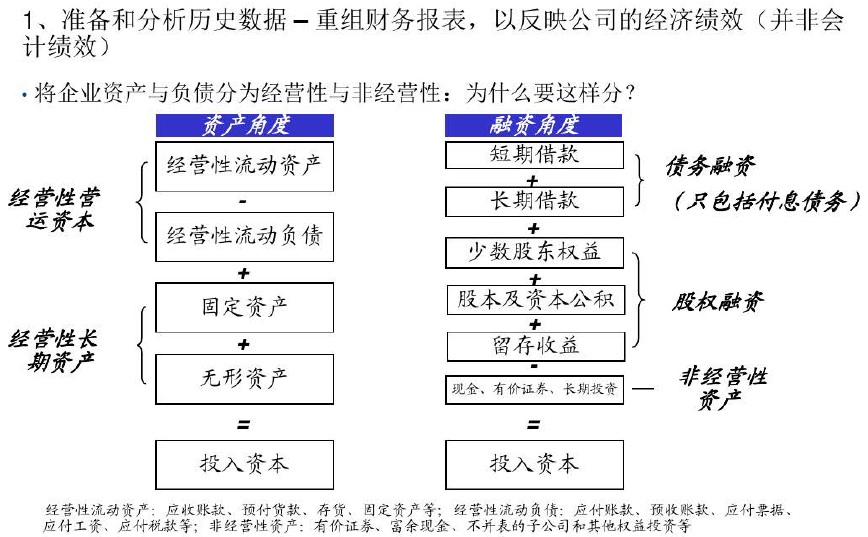 1、准备和分析历史数据 – 重组财务报表，以反映公司的经济绩效（并非会
计绩效）
· 将企业资产与负债分为经营性与非经营性：为什么要这样分？
资产角度
经营性流动资产
-
经营性流动负债
+
固定资产
+
无形资产
=
投入资本
经营性营
运资本
经营性长
期资产
融资角度
短期借款
+
长期借款
+
少数股东权益
+
股本及资本公积
+
留存收益
-
现金、有价证券、长期投资
=
投入资本
债务融资
（只包括付息债务）
股权融资
非经营性
资产
经营性流动资产：应收账款、预付货款、存货、固定资产等；经营性流动负债：应付账款、预收账款、应付票据、
应付工资、应付税款等；非经营性资产：有价证券、富余现金、不并表的子公司和其他权益投资等